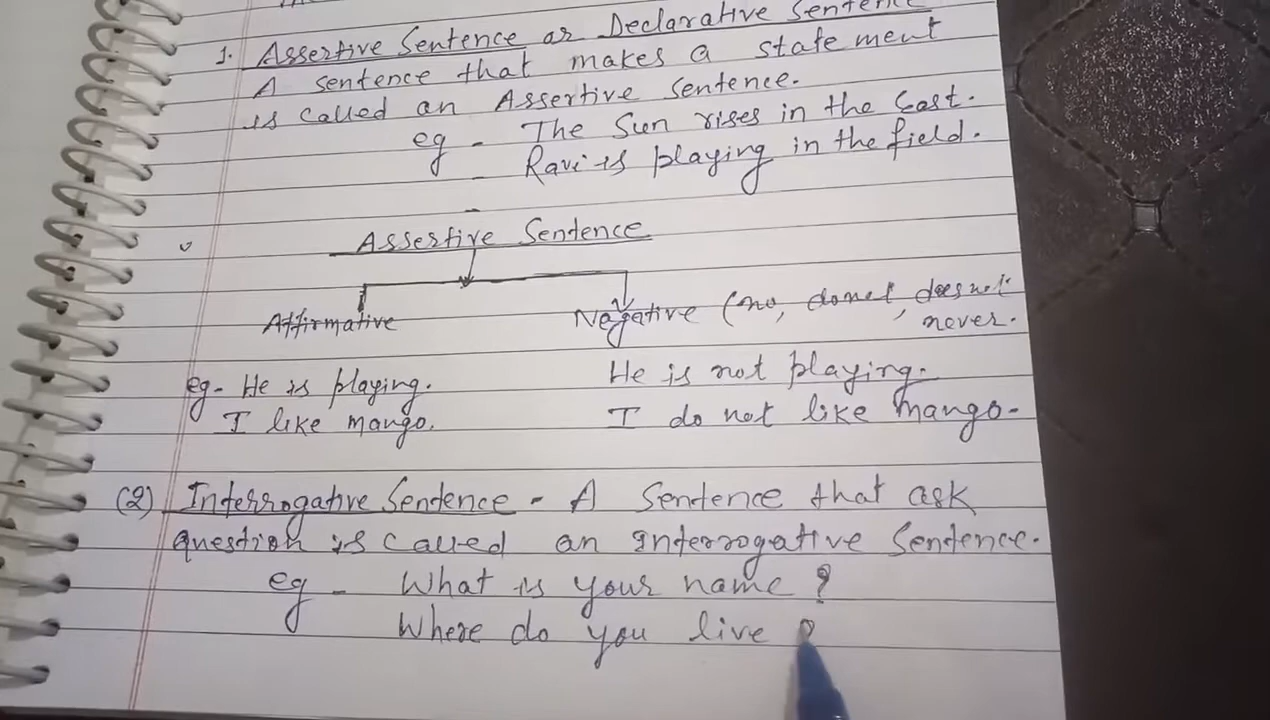 1. Assertive Sentence or Declarative Sentence
A sentence that makes a statement
is called an Assertive Sentence.
eg - The Sun rises in the East.
- Ravi is playing in the field.
Assertive Sentence
Affirmative Negative (no, donot, doesnot,
never.
eg- He is playing. He is not playing.
I like mango. I do not like mango.
(2) Interrogative Sentence - A Sentence that ask
question is called an Interrogative Sentence.
eg - What is your name?
Where do you live?